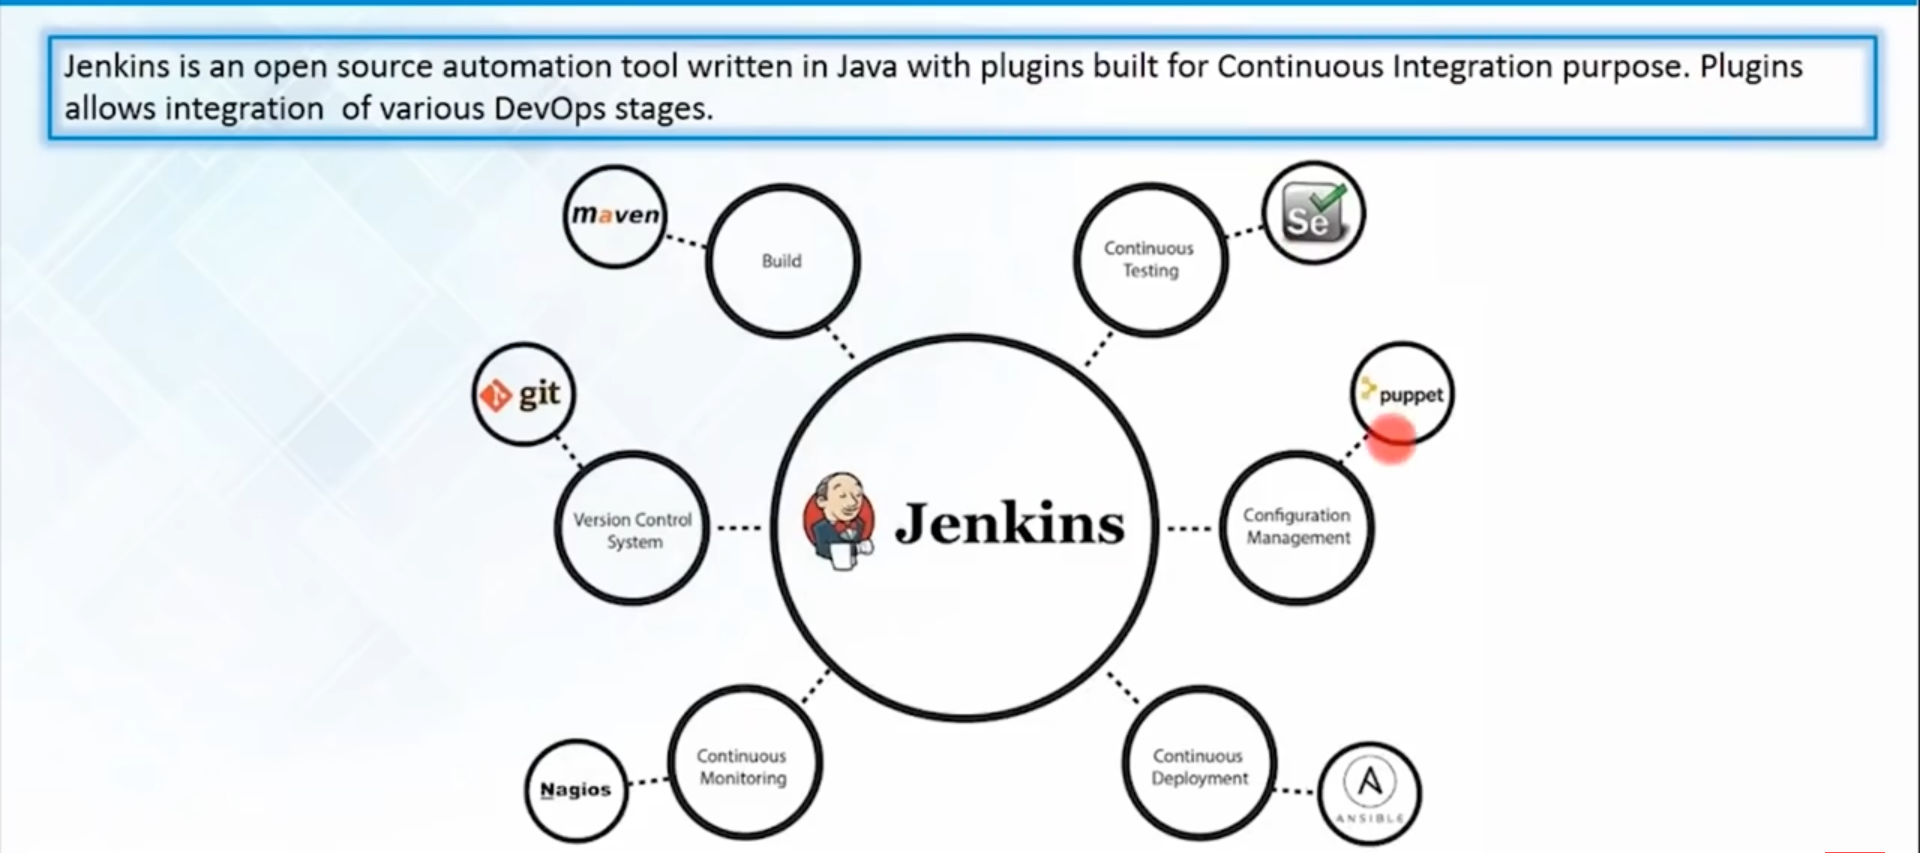 Jenkins is an open source automation tool written in Java with plugins built for Continuous Integration purpose. Plugins
allows integration of various DevOps stages.
maven
Build
Continuous
Testing
Se
git
puppet
Version Control
System
Jenkins
Configuration
Management
Continuous
Monitoring
Nagios
Continuous
Deployment
A
ANSIBLE